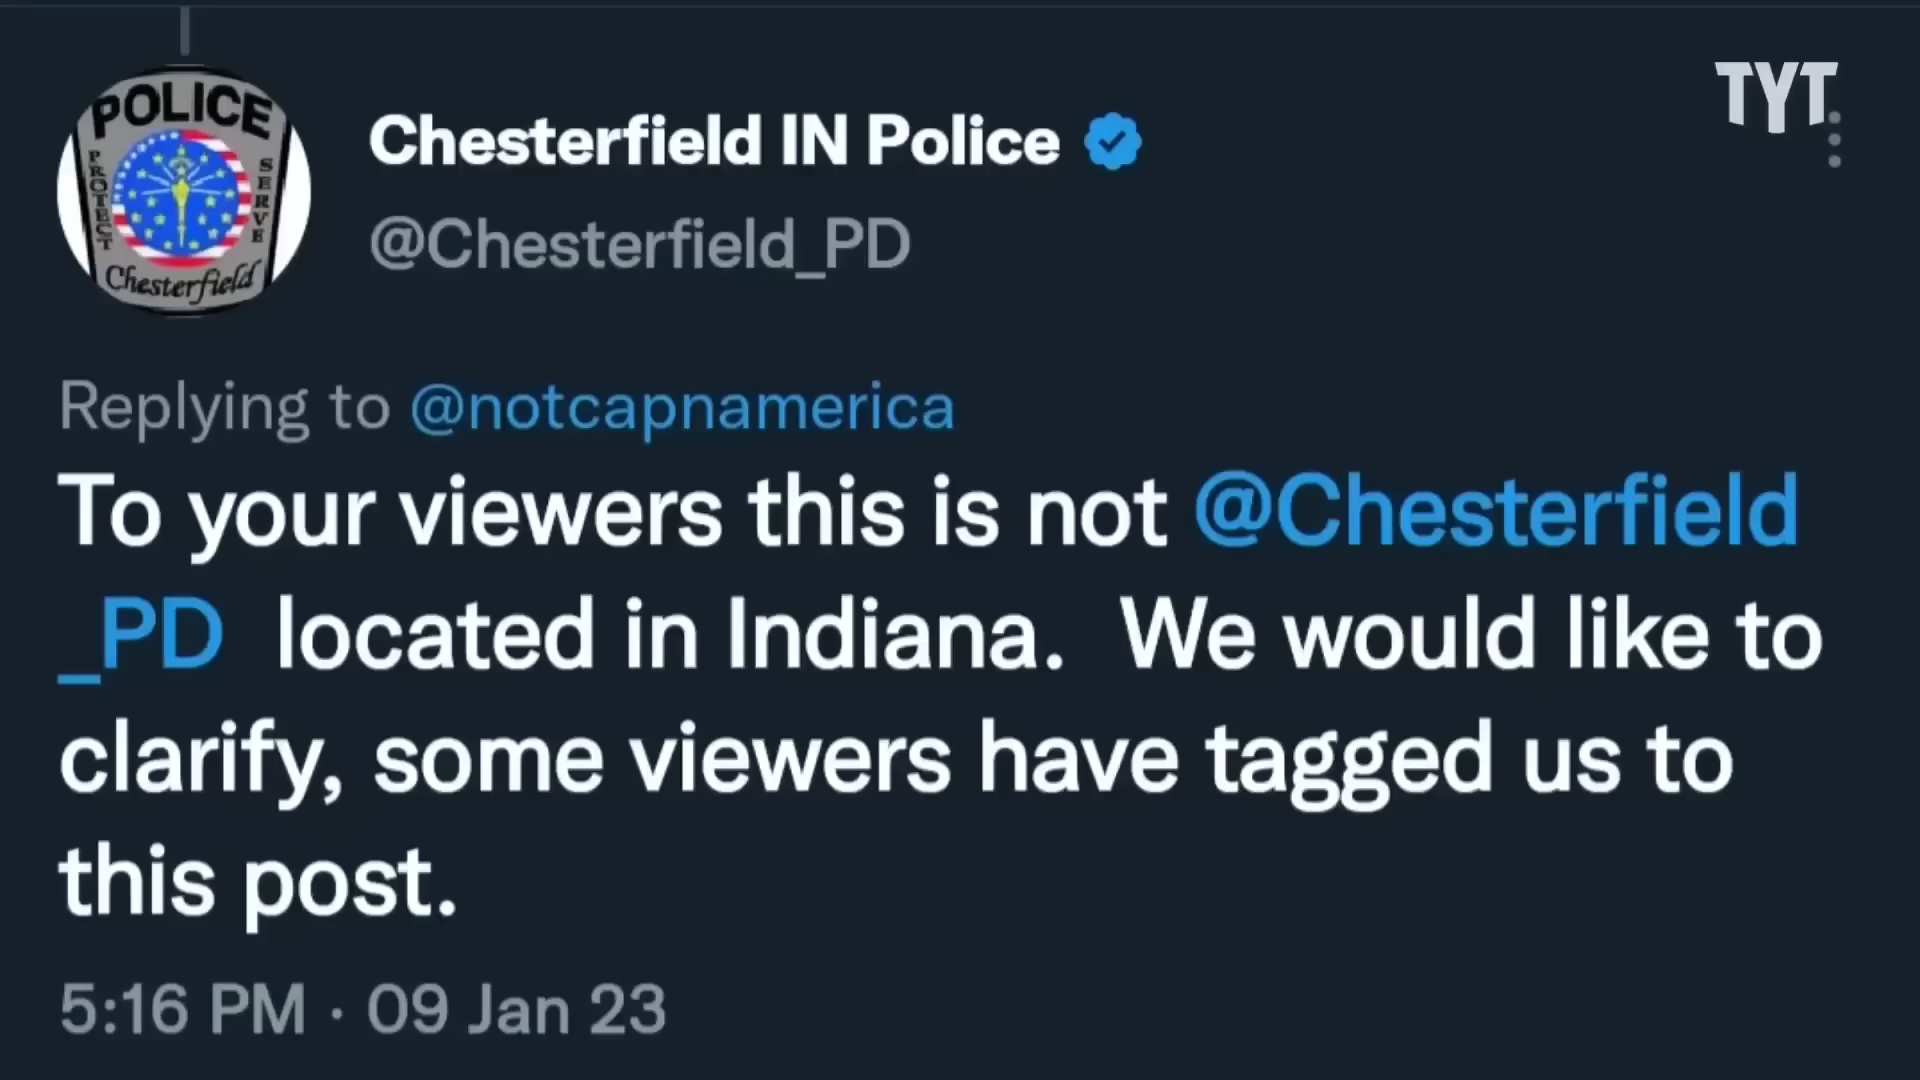 TYT
POLICE
PROTECT
SERVE
Chesterfield
Chesterfield IN Police
@Chesterfield_PD
Replying to @notcapnamerica
To your viewers this is not @Chesterfield
_PD  located in Indiana.  We would like to
clarify, some viewers have tagged us to
this post.
5:16 PM · 09 Jan 23